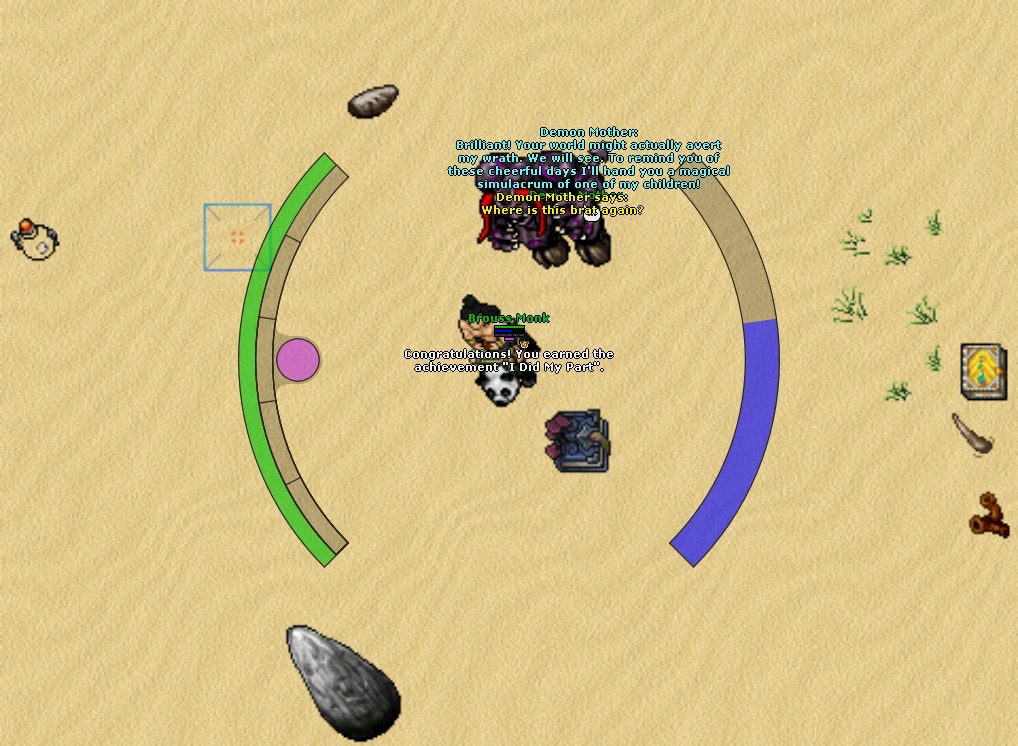 Demon Mother:
Brilliant! Your world might actually avert
my wrath. We will see. To remind you of
these cheerful days I'll hand you a magical
simulacrum of one of my children!
Demon Mother says:
Where is this brat again?
Brouss Monk
Congratulations! You earned the
achievement "I Did My Part".